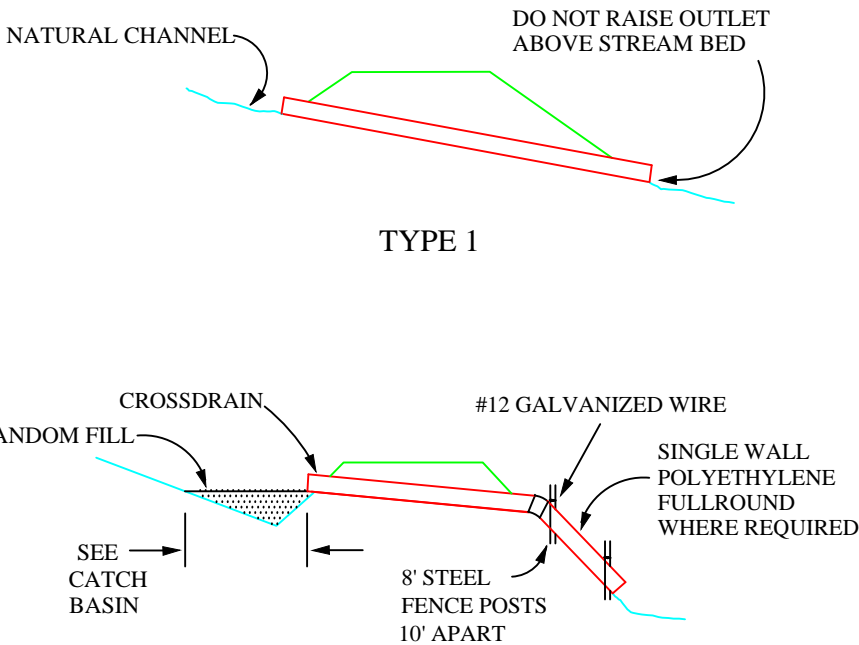 NATURAL CHANNEL
DO NOT RAISE OUTLET
ABOVE STREAM BED
TYPE 1
CROSSDRAIN
ANDOM FILL
#12 GALVANIZED WIRE
SINGLE WALL
POLYETHYLENE
FULLROUND
WHERE REQUIRED
SEE
CATCH
BASIN
8' STEEL
FENCE POSTS
10' APART